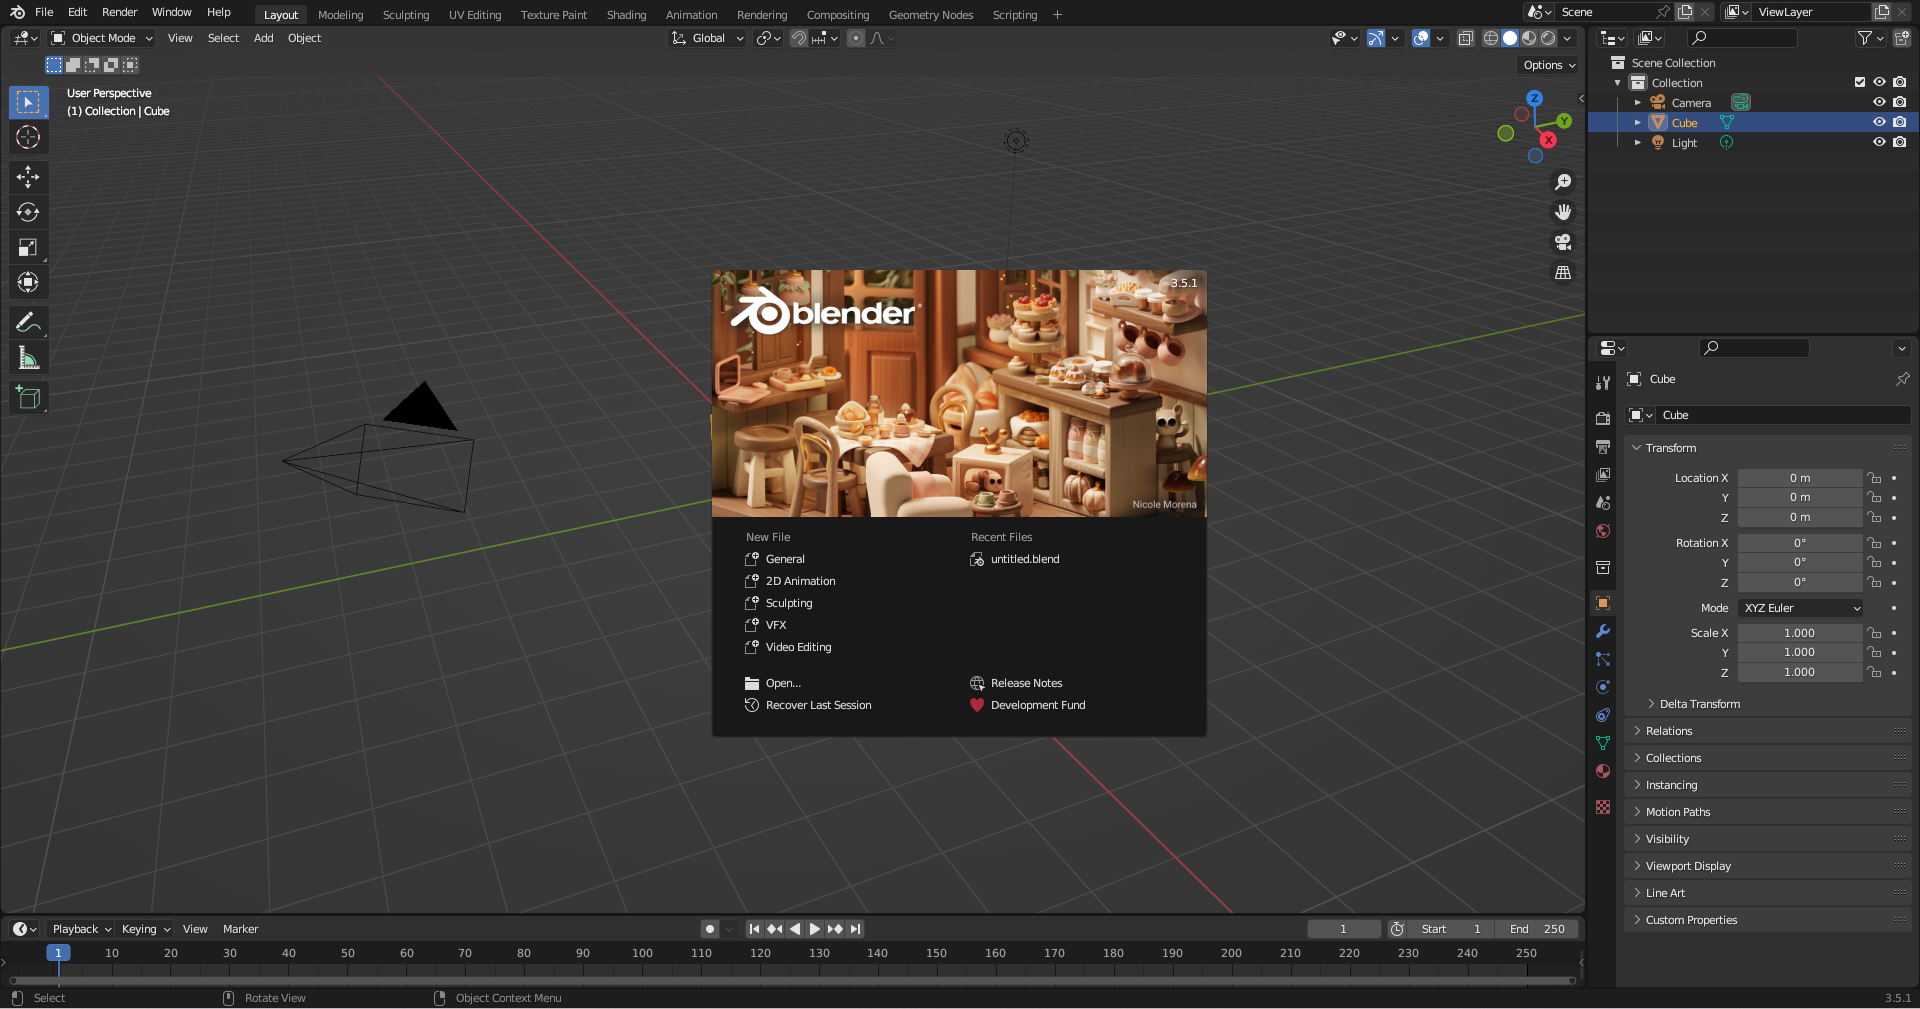 File Edit Render Window Help Layout Modeling Sculpting UV Editing Texture Paint Shading Animation Rendering Compositing Geometry Nodes Scripting + Scene ViewLayer
Object Mode View Select Add Object Global
Options
User Perspective
(1) Collection | Cube
Z
Y
X
Scene Collection
Collection
Camera
Cube
Light
blender
3.5.1
Nicole Morena
New File
General
2D Animation
Sculpting
VFX
Video Editing
Open...
Recover Last Session
Recent Files
untitled.blend
Release Notes
Development Fund
Cube
Cube
Transform
Location X 0 m
Y 0 m
Z 0 m
Rotation X 0°
Y 0°
Z 0°
Mode XYZ Euler
Scale X 1.000
Y 1.000
Z 1.000
Delta Transform
Relations
Collections
Instancing
Motion Paths
Visibility
Viewport Display
Line Art
Custom Properties
Playback Keying View Marker 1 Start 1 End 250
1 10 20 30 40 50 60 70 80 90 100 110 120 130 140 150 160 170 180 190 200 210 220 230 240 250
Select Rotate View Object Context Menu 3.5.1